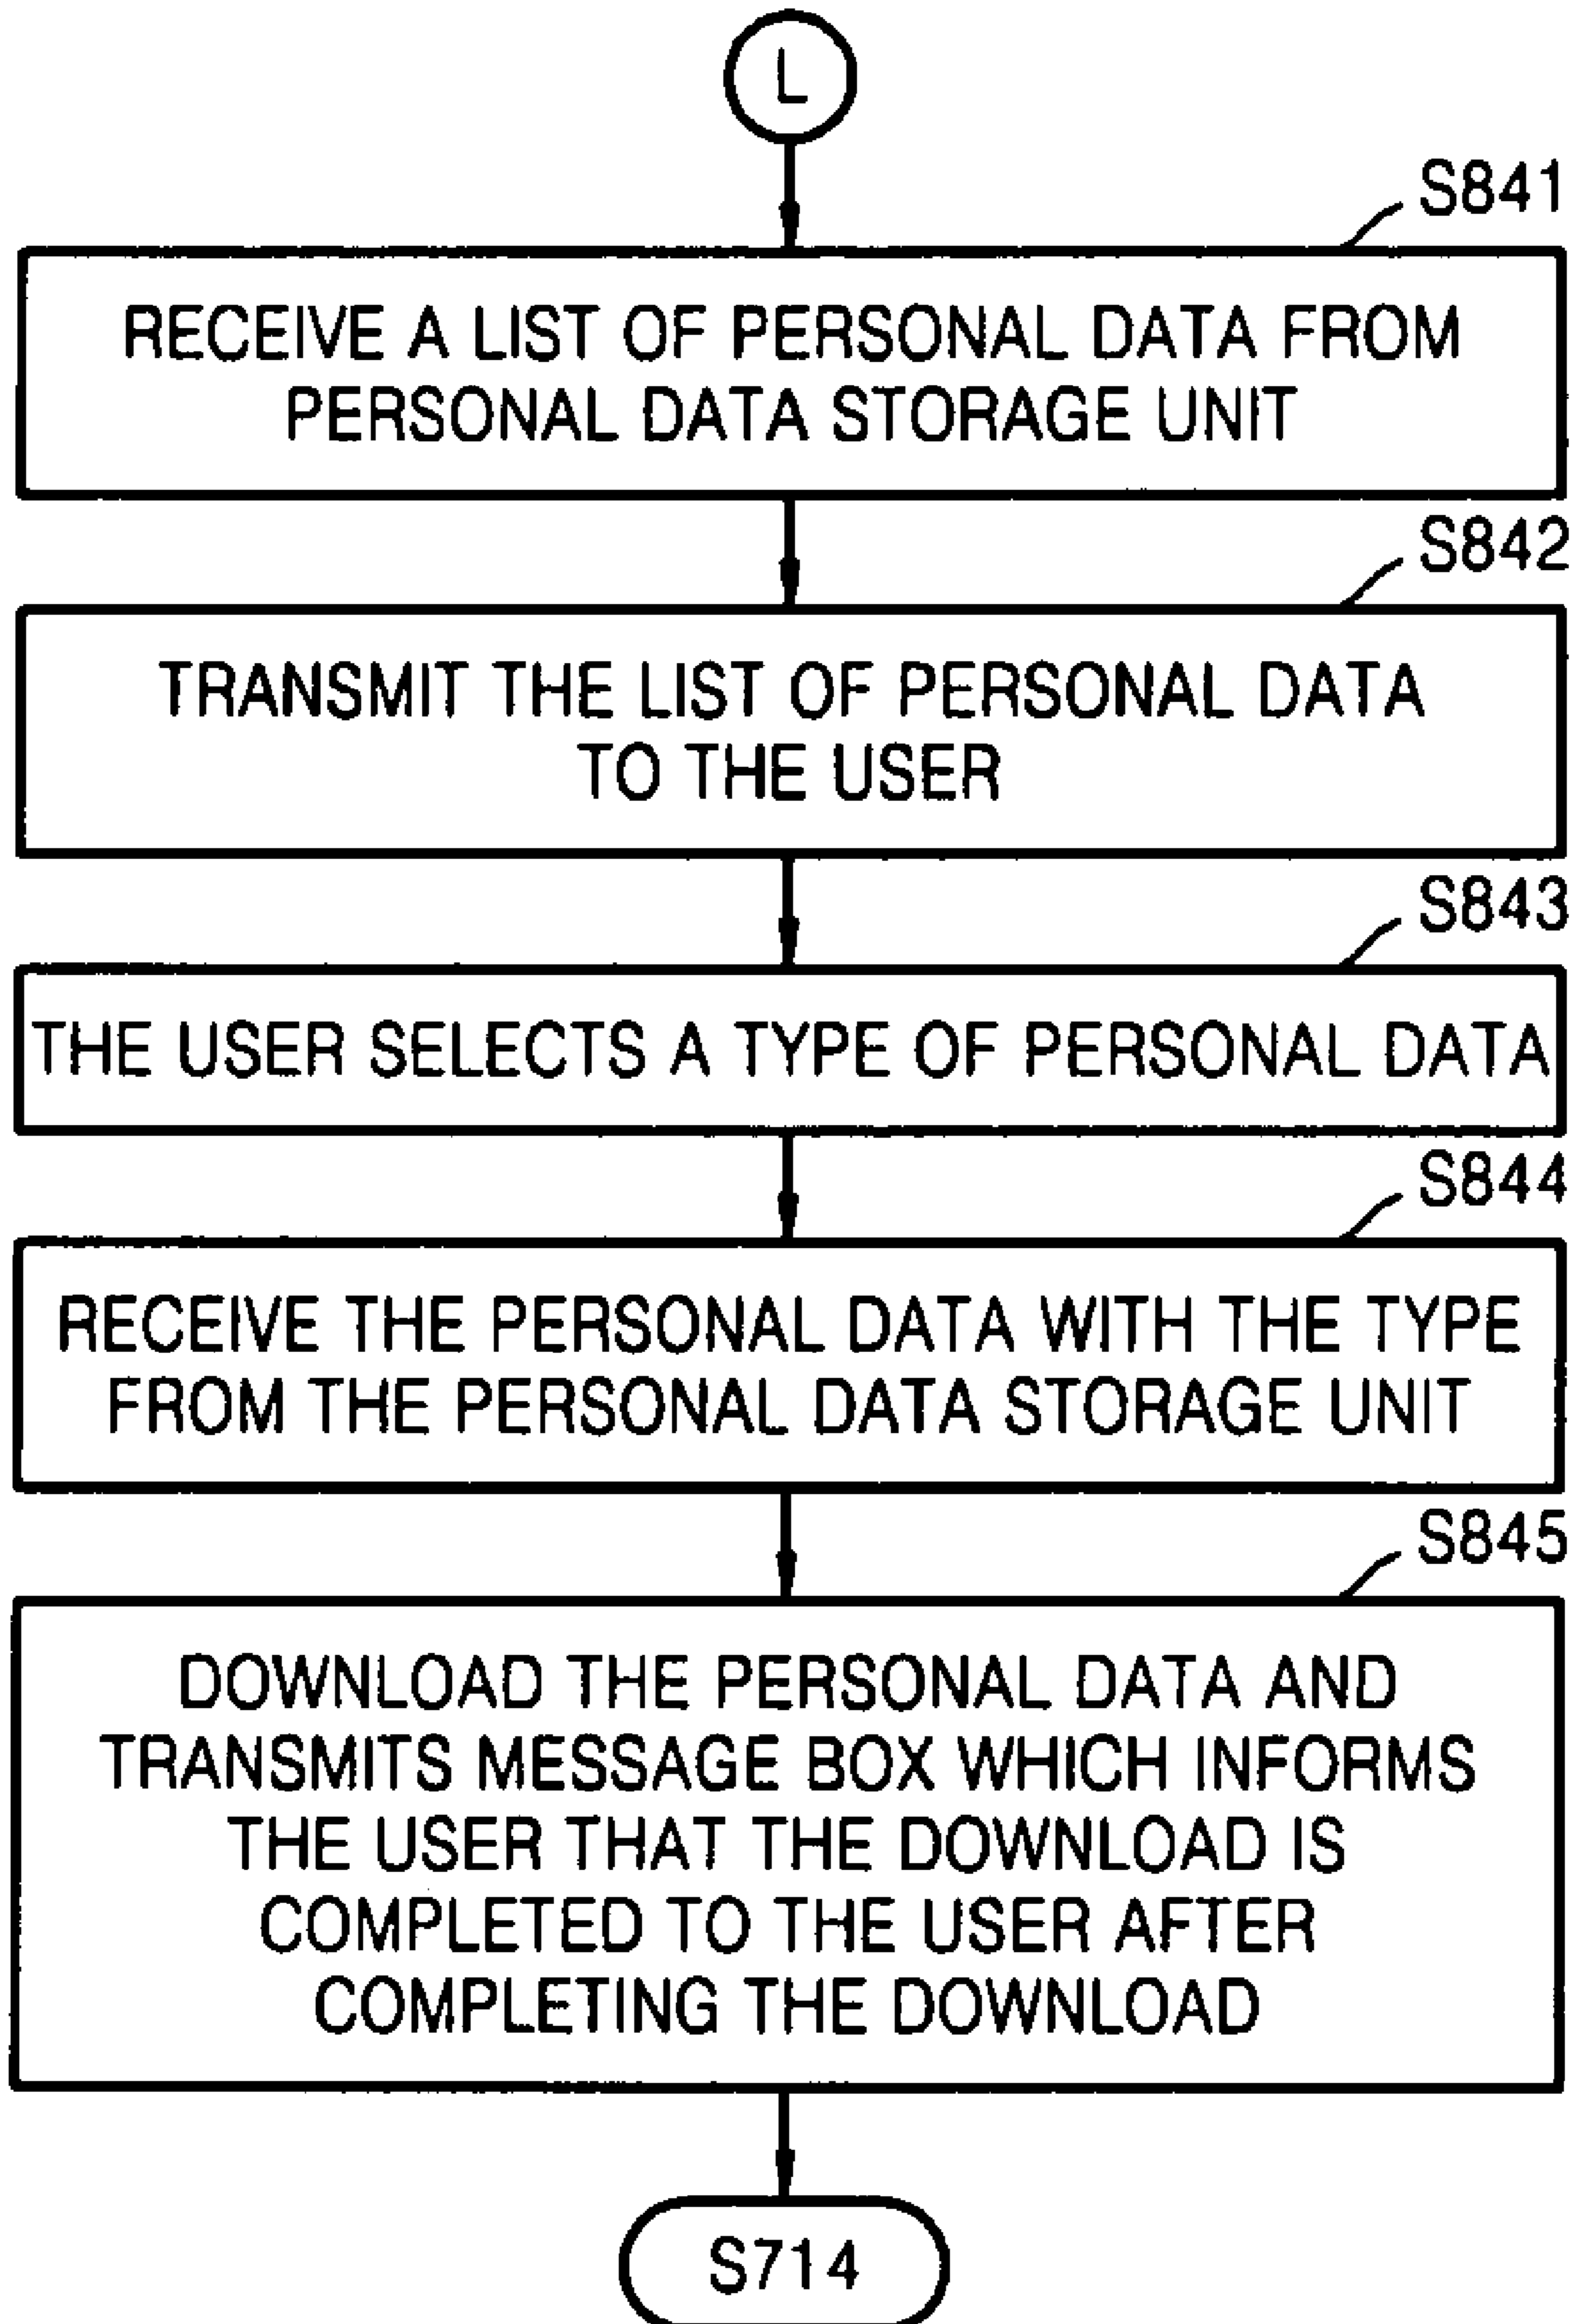 L
S841
RECEIVE A LIST OF PERSONAL DATA FROM
PERSONAL DATA STORAGE UNIT
S842
TRANSMIT THE LIST OF PERSONAL DATA
TO THE USER
S843
THE USER SELECTS A TYPE OF PERSONAL DATA
S844
RECEIVE THE PERSONAL DATA WITH THE TYPE
FROM THE PERSONAL DATA STORAGE UNIT
S845
DOWNLOAD THE PERSONAL DATA AND
TRANSMITS MESSAGE BOX WHICH INFORMS
THE USER THAT THE DOWNLOAD IS
COMPLETED TO THE USER AFTER
COMPLETING THE DOWNLOAD
S714